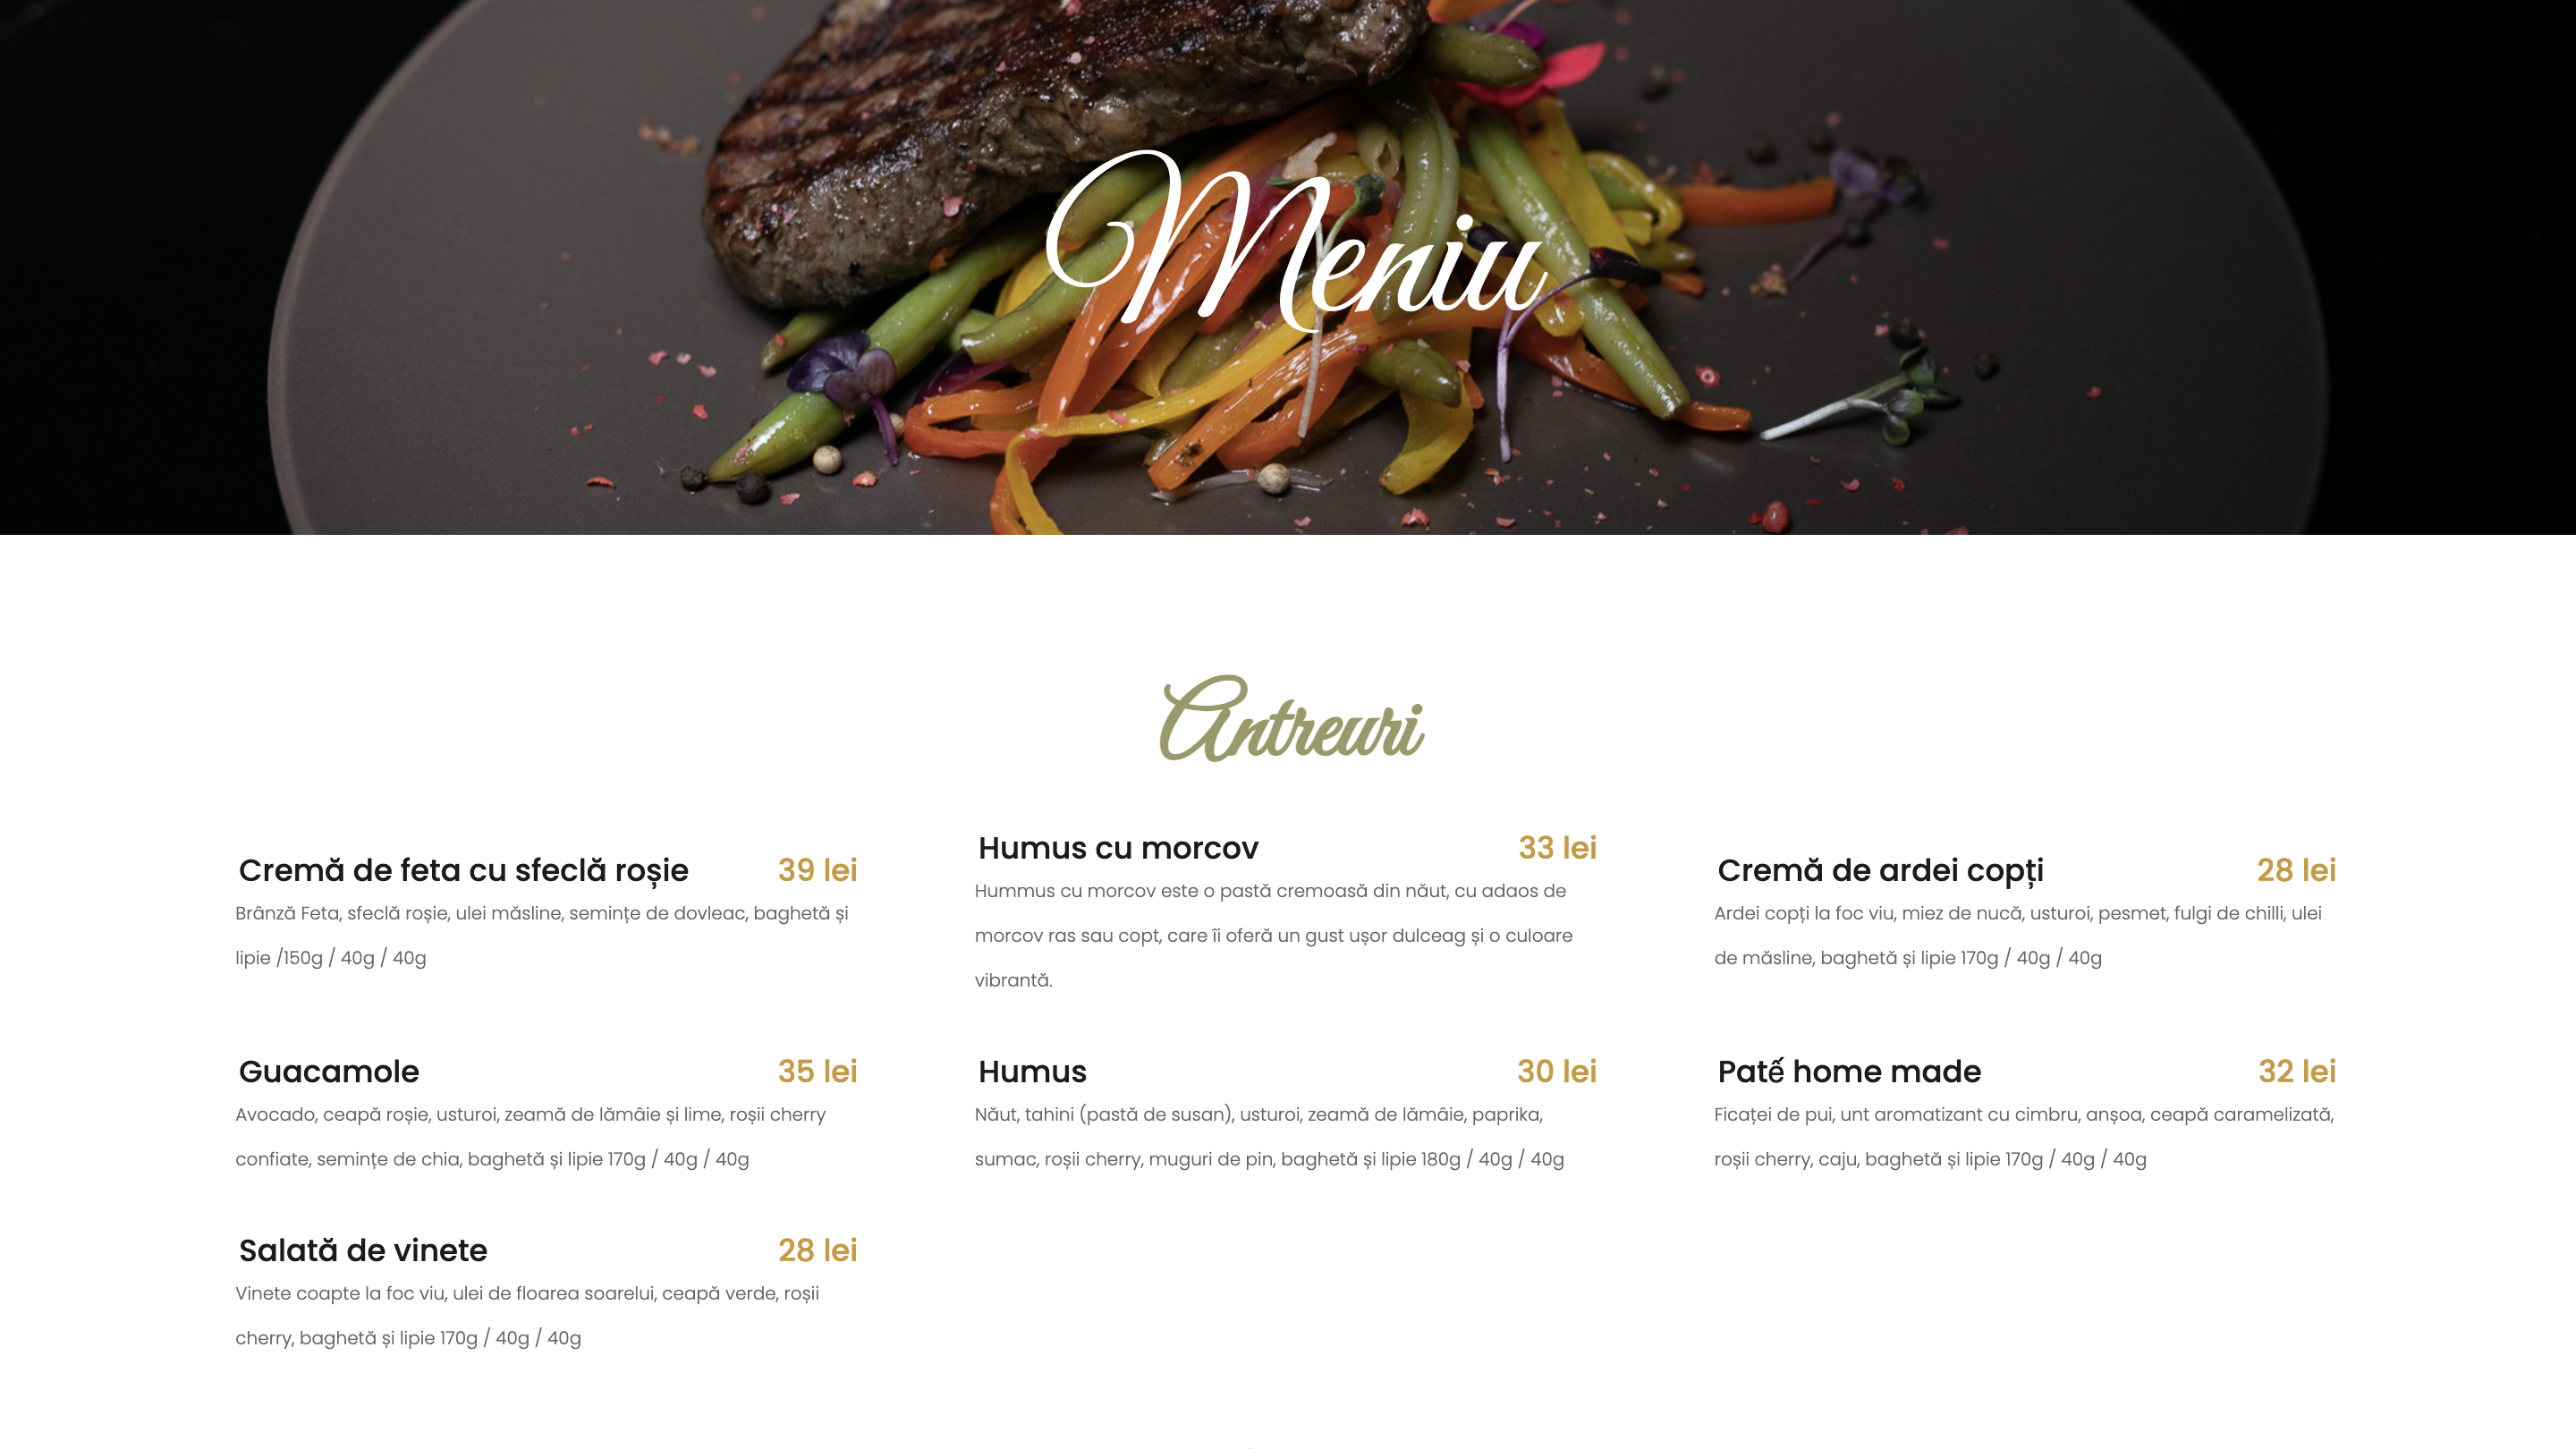 Meniu
Antreuri
Cremă de feta cu sfeclă roșie 39 lei
Brânză Feta, sfeclă roșie, ulei măsline, semințe de dovleac, baghetă și
lipie /150g / 40g / 40g
Humus cu morcov 33 lei
Hummus cu morcov este o pastă cremoasă din năut, cu adaos de
morcov ras sau copt, care îi oferă un gust ușor dulceag și o culoare
vibrantă.
Cremă de ardei copți 28 lei
Ardei copți la foc viu, miez de nucă, usturoi, pesmet, fulgi de chilli, ulei
de măsline, baghetă și lipie 170g / 40g / 40g
Guacamole 35 lei
Avocado, ceapă roșie, usturoi, zeamă de lămâie și lime, roșii cherry
confiate, semințe de chia, baghetă și lipie 170g / 40g / 40g
Humus 30 lei
Năut, tahini (pastă de susan), usturoi, zeamă de lămâie, paprika,
sumac, roșii cherry, muguri de pin, baghetă și lipie 180g / 40g / 40g
Patế home made 32 lei
Ficaței de pui, unt aromatizant cu cimbru, anșoa, ceapă caramelizată,
roșii cherry, caju, baghetă și lipie 170g / 40g / 40g
Salată de vinete 28 lei
Vinete coapte la foc viu, ulei de floarea soarelui, ceapă verde, roșii
cherry, baghetă și lipie 170g / 40g / 40g